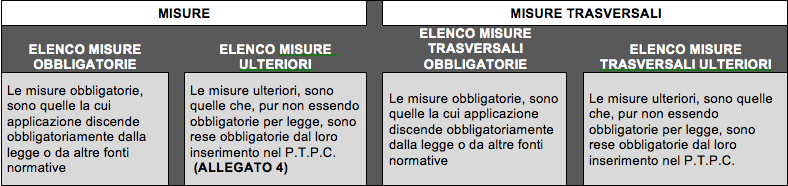 MISURE
MISURE TRASVERSALI
ELENCO MISURE
OBBLIGATORIE
ELENCO MISURE
ULTERIORI
ELENCO MISURE
TRASVERSALI
OBBLIGATORIE
ELENCO MISURE
TRASVERSALI ULTERIORI
Le misure obbligatorie,
sono quelle la cui
applicazione discende
obbligatoriamente dalla
legge o da altre fonti
normative
Le misure ulteriori, sono
quelle che, pur non essendo
obbligatorie per legge, sono
rese obbligatorie dal loro
inserimento nel P.T.P.C.
(ALLEGATO 4)
Le misure obbligatorie, sono
quelle la cui applicazione
discende obbligatoriamente
dalla legge o da altre fonti
normative
Le misure ulteriori, sono quelle
che, pur non essendo
obbligatorie per legge, sono
rese obbligatorie dal loro
inserimento nel P.T.P.C.